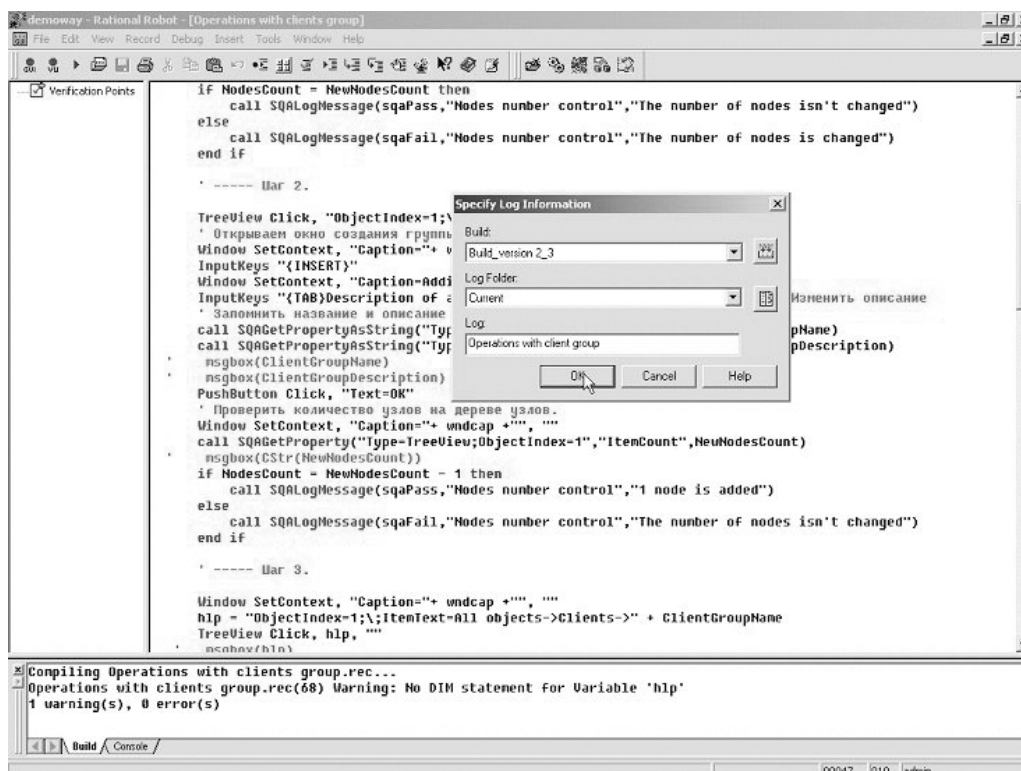 demoway - Rational Robot - [Operations with clients group]
File Edit View Record Debug Insert Tools Window Help
Verification Points
if NodesCount = NewNodesCount then
call SQALogMessage(sqaPass,"Nodes number control","The number of nodes isn't changed")
else
call SQALogMessage(sqaFail,"Nodes number control","The number of nodes is changed")
end if
' ----- Шаг 2.
TreeView Click, "ObjectIndex=1;\
' Открываем окно создания группы
Window SetContext, "Caption="+ w
InputKeys "{INSERT}"
Window SetContext, "Caption=Addi
InputKeys "{TAB}Description of a
Изменить описание
' Запомнить название и описание
call SQAGetPropertyAsString("Typ
pName)
call SQAGetPropertyAsString("Typ
pDescription)
' msgbox(ClientGroupName)
' msgbox(ClientGroupDescription)
PushButton Click, "Text=OK"
' Проверить количество узлов на дереве узлов.
Window SetContext, "Caption="+ wndcap +"", ""
call SQAGetProperty("Type=TreeView;ObjectIndex=1","ItemCount",NewNodesCount)
' msgbox(CStr(NewNodesCount))
if NodesCount = NewNodesCount - 1 then
call SQALogMessage(sqaPass,"Nodes number control","1 node is added")
else
call SQALogMessage(sqaFail,"Nodes number control","The number of nodes isn't changed")
end if
' ----- Шаг 3.
Window SetContext, "Caption="+ wndcap +"", ""
hlp = "ObjectIndex=1;\;ItemText=All objects->Clients->" + ClientGroupName
TreeView Click, hlp, ""
' msgbox(hlp)
Specify Log Information
Build:
Build_version 2_3
Log Folder:
Current
Log:
Operations with client group
OK Cancel Help
Compiling Operations with clients group.rec...
Operations with clients group.rec(68) Warning: No DIM statement for Variable 'hlp'
1 warning(s), 0 error(s)
Build Console